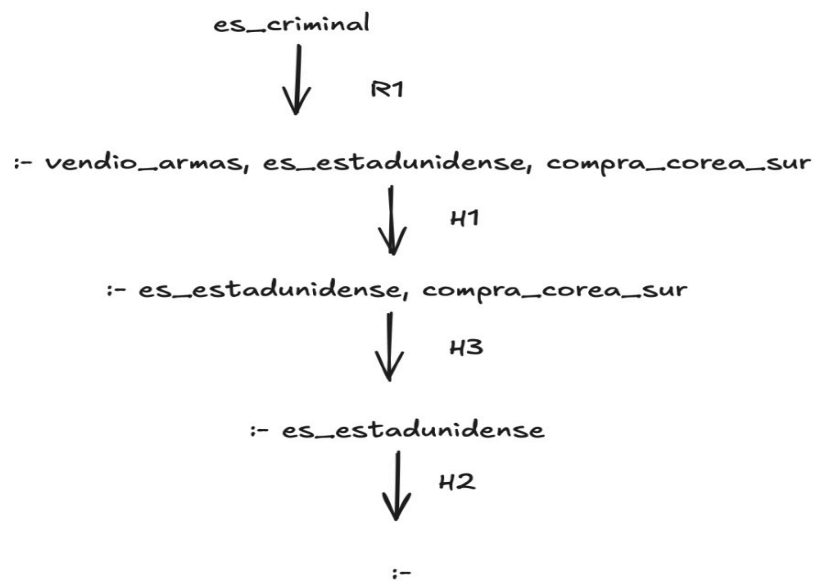 es_criminal
R1
:- vendio_armas, es_estadunidense, compra_corea_sur
H1
:- es_estadunidense, compra_corea_sur
H3
:- es_estadunidense
H2
:-